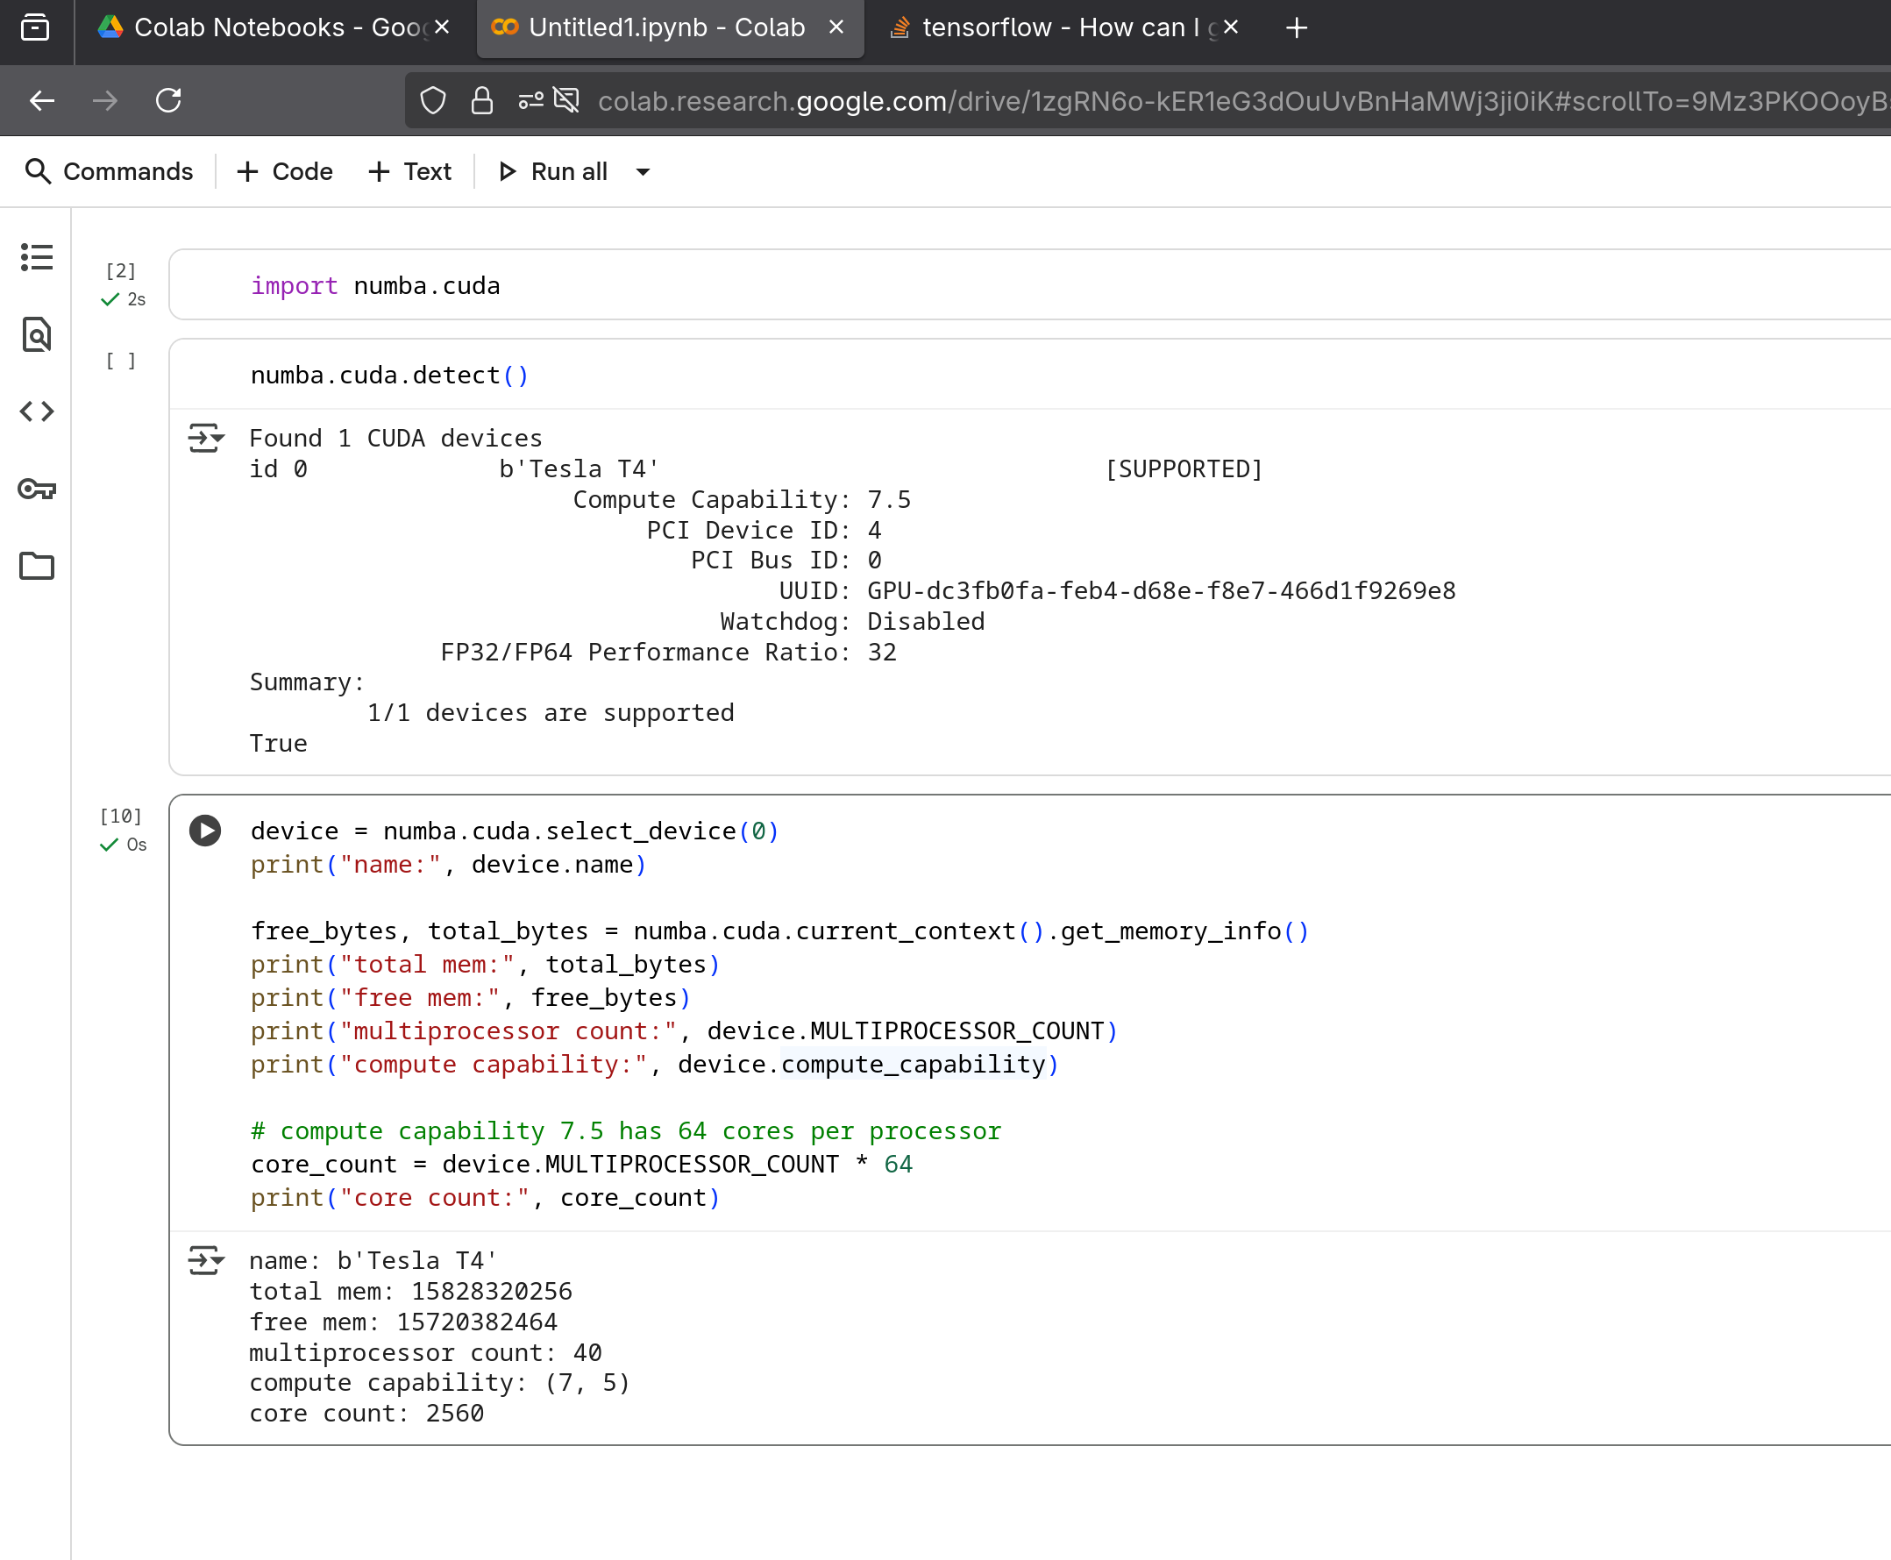 Colab Notebooks - Goog
Untitled1.ipynb - Colab
tensorflow - How can I g
colab.research.google.com/drive/1zgRN6o-kER1eG3dOuUvBnHaMWj3ji0iK#scrollTo=9Mz3PKOOoyB
Commands + Code + Text Run all
[2]
2s
import numba.cuda
[ ]
numba.cuda.detect()
Found 1 CUDA devices
id 0 b'Tesla T4' [SUPPORTED]
Compute Capability: 7.5
PCI Device ID: 4
PCI Bus ID: 0
UUID: GPU-dc3fb0fa-feb4-d68e-f8e7-466d1f9269e8
Watchdog: Disabled
FP32/FP64 Performance Ratio: 32
Summary:
1/1 devices are supported
True
[10]
0s
device = numba.cuda.select_device(0)
print("name:", device.name)
free_bytes, total_bytes = numba.cuda.current_context().get_memory_info()
print("total mem:", total_bytes)
print("free mem:", free_bytes)
print("multiprocessor count:", device.MULTIPROCESSOR_COUNT)
print("compute capability:", device.compute_capability)
# compute capability 7.5 has 64 cores per processor
core_count = device.MULTIPROCESSOR_COUNT * 64
print("core count:", core_count)
name: b'Tesla T4'
total mem: 15828320256
free mem: 15720382464
multiprocessor count: 40
compute capability: (7, 5)
core count: 2560